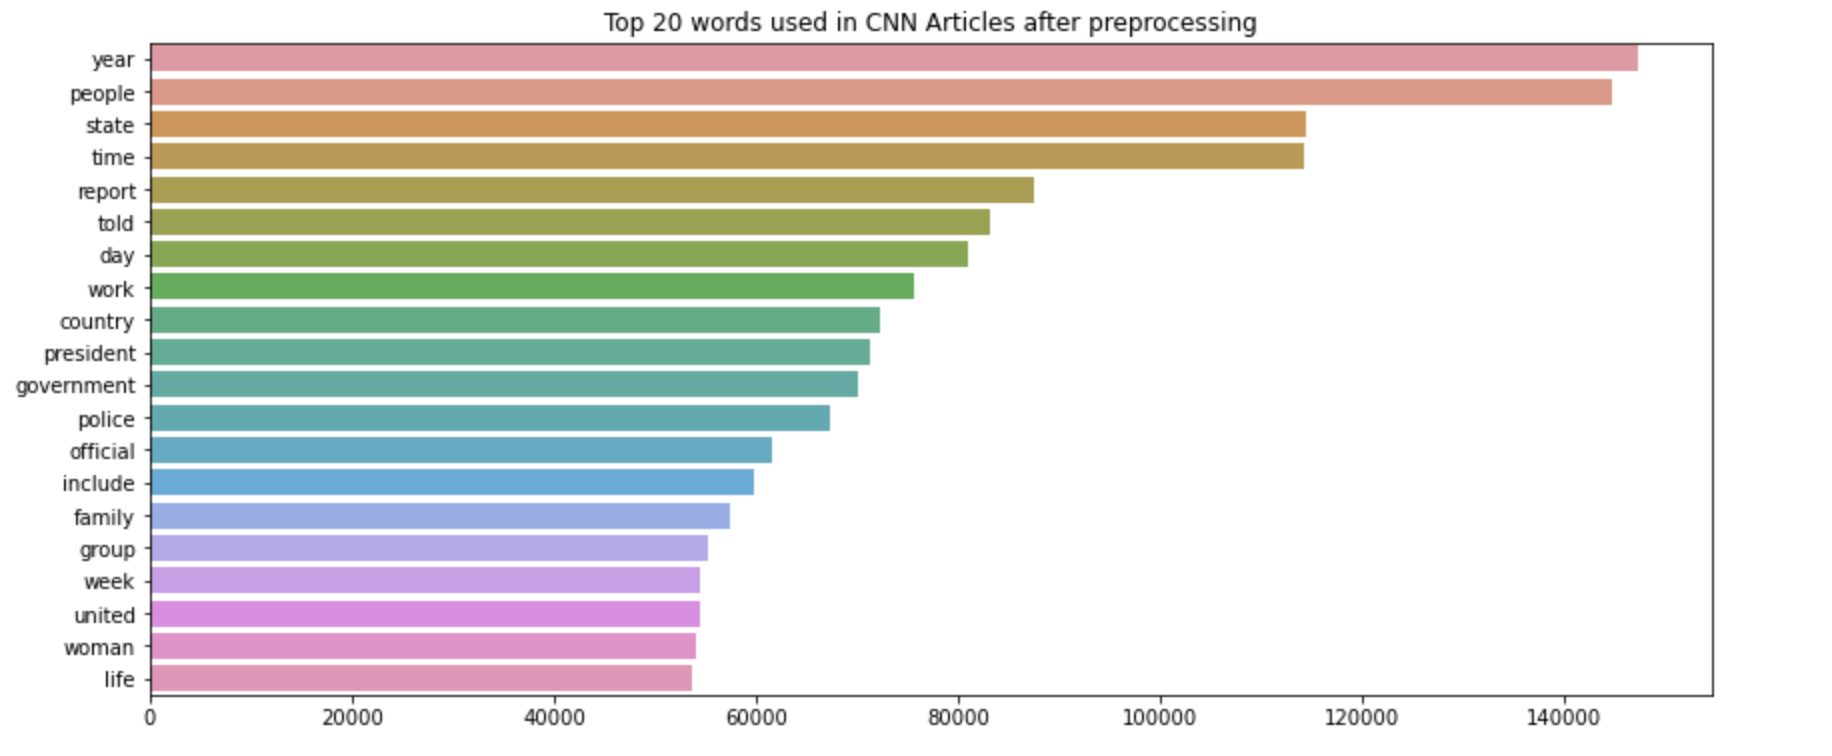 Top 20 words used in CNN Articles after preprocessing
year
people
state
time
report
told
day
work
country
president
government
police
official
include
family
group
week
united
woman
life
0 20000 40000 60000 80000 100000 120000 140000